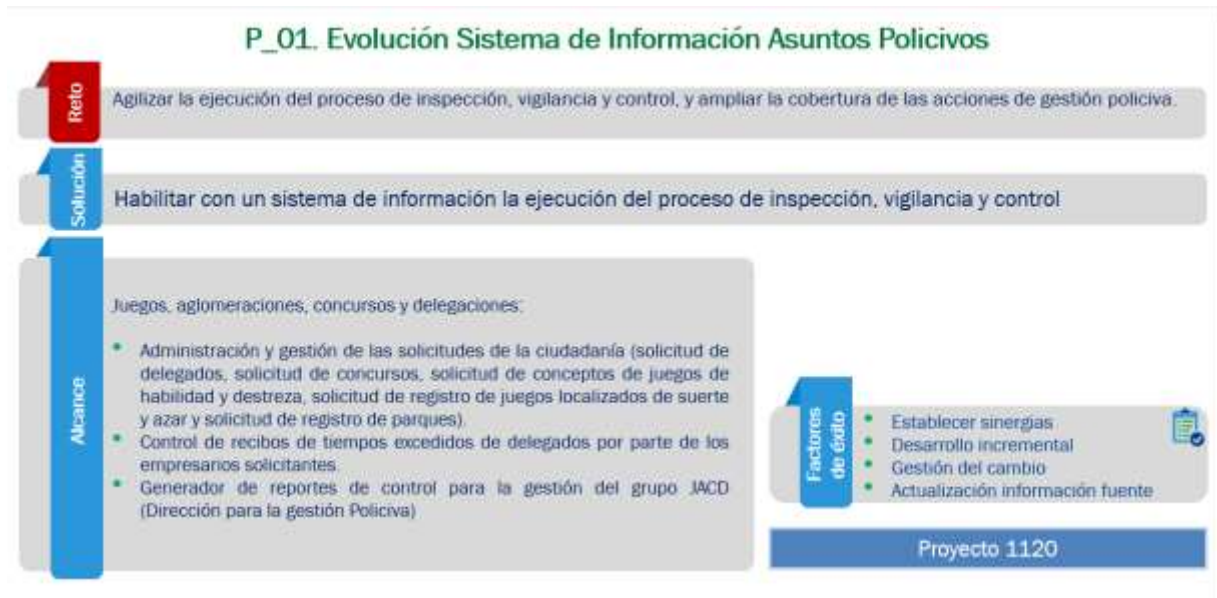 P_01. Evolución Sistema de Información Asuntos Policivos
Reto
Agilizar la ejecución del proceso de inspección, vigilancia y control, y ampliar la cobertura de las acciones de gestión policiva.
Solución
Habilitar con un sistema de información la ejecución del proceso de inspección, vigilancia y control
Alcance
Juegos, aglomeraciones, concursos y delegaciones:
• Administración y gestión de las solicitudes de la ciudadanía (solicitud de
delegados, solicitud de concursos, solicitud de conceptos de juegos de
habilidad y destreza, solicitud de registro de juegos localizados de suerte
y azar y solicitud de registro de parques).
• Control de recibos de tiempos excedidos de delegados por parte de los
empresarios solicitantes.
• Generador de reportes de control para la gestión del grupo JACD
(Dirección para la gestión Policiva)
Factores
de éxito
• Establecer sinergias
• Desarrollo incremental
• Gestión del cambio
• Actualización información fuente
Proyecto 1120